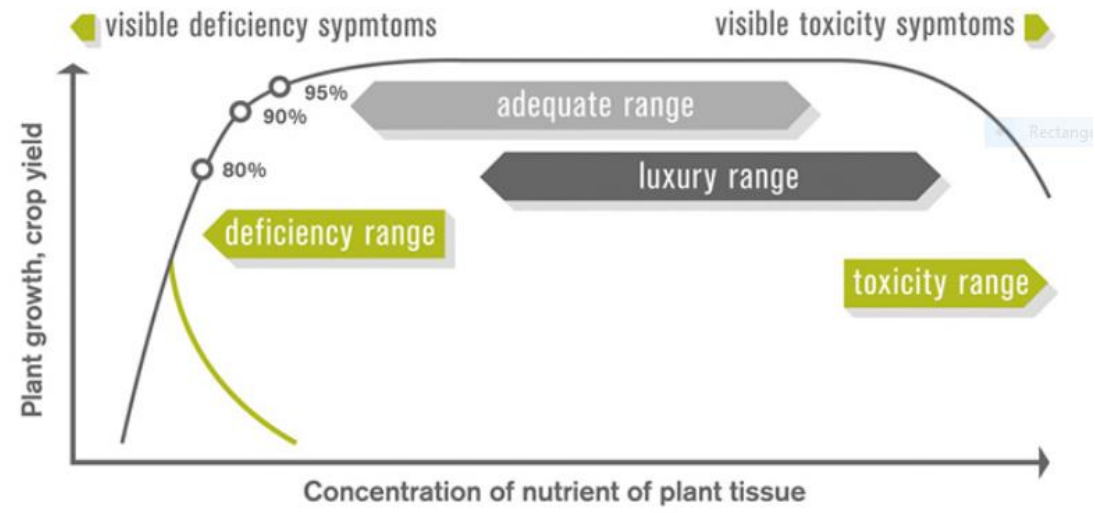 visible deficiency sypmtoms
visible toxicity sypmtoms
95%
90%
80%
adequate range
luxury range
deficiency range
toxicity range
Rectangu
Plant growth, crop yield
Concentration of nutrient of plant tissue